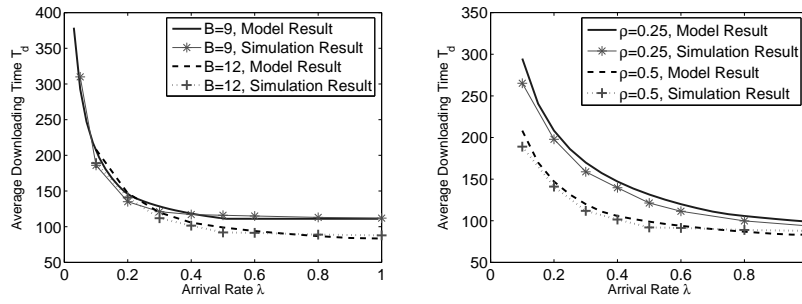 400
350
300
250
200
150
100
50
0
0.2
0.4
0.6
0.8
1
Average Downloading Time T_d
Arrival Rate λ
B=9, Model Result
B=9, Simulation Result
B=12, Model Result
B=12, Simulation Result
350
300
250
200
150
100
50
0
0.2
0.4
0.6
0.8
Average Downloading Time T_d
Arrival Rate λ
ρ=0.25, Model Result
ρ=0.25, Simulation Result
ρ=0.5, Model Result
ρ=0.5, Simulation Result